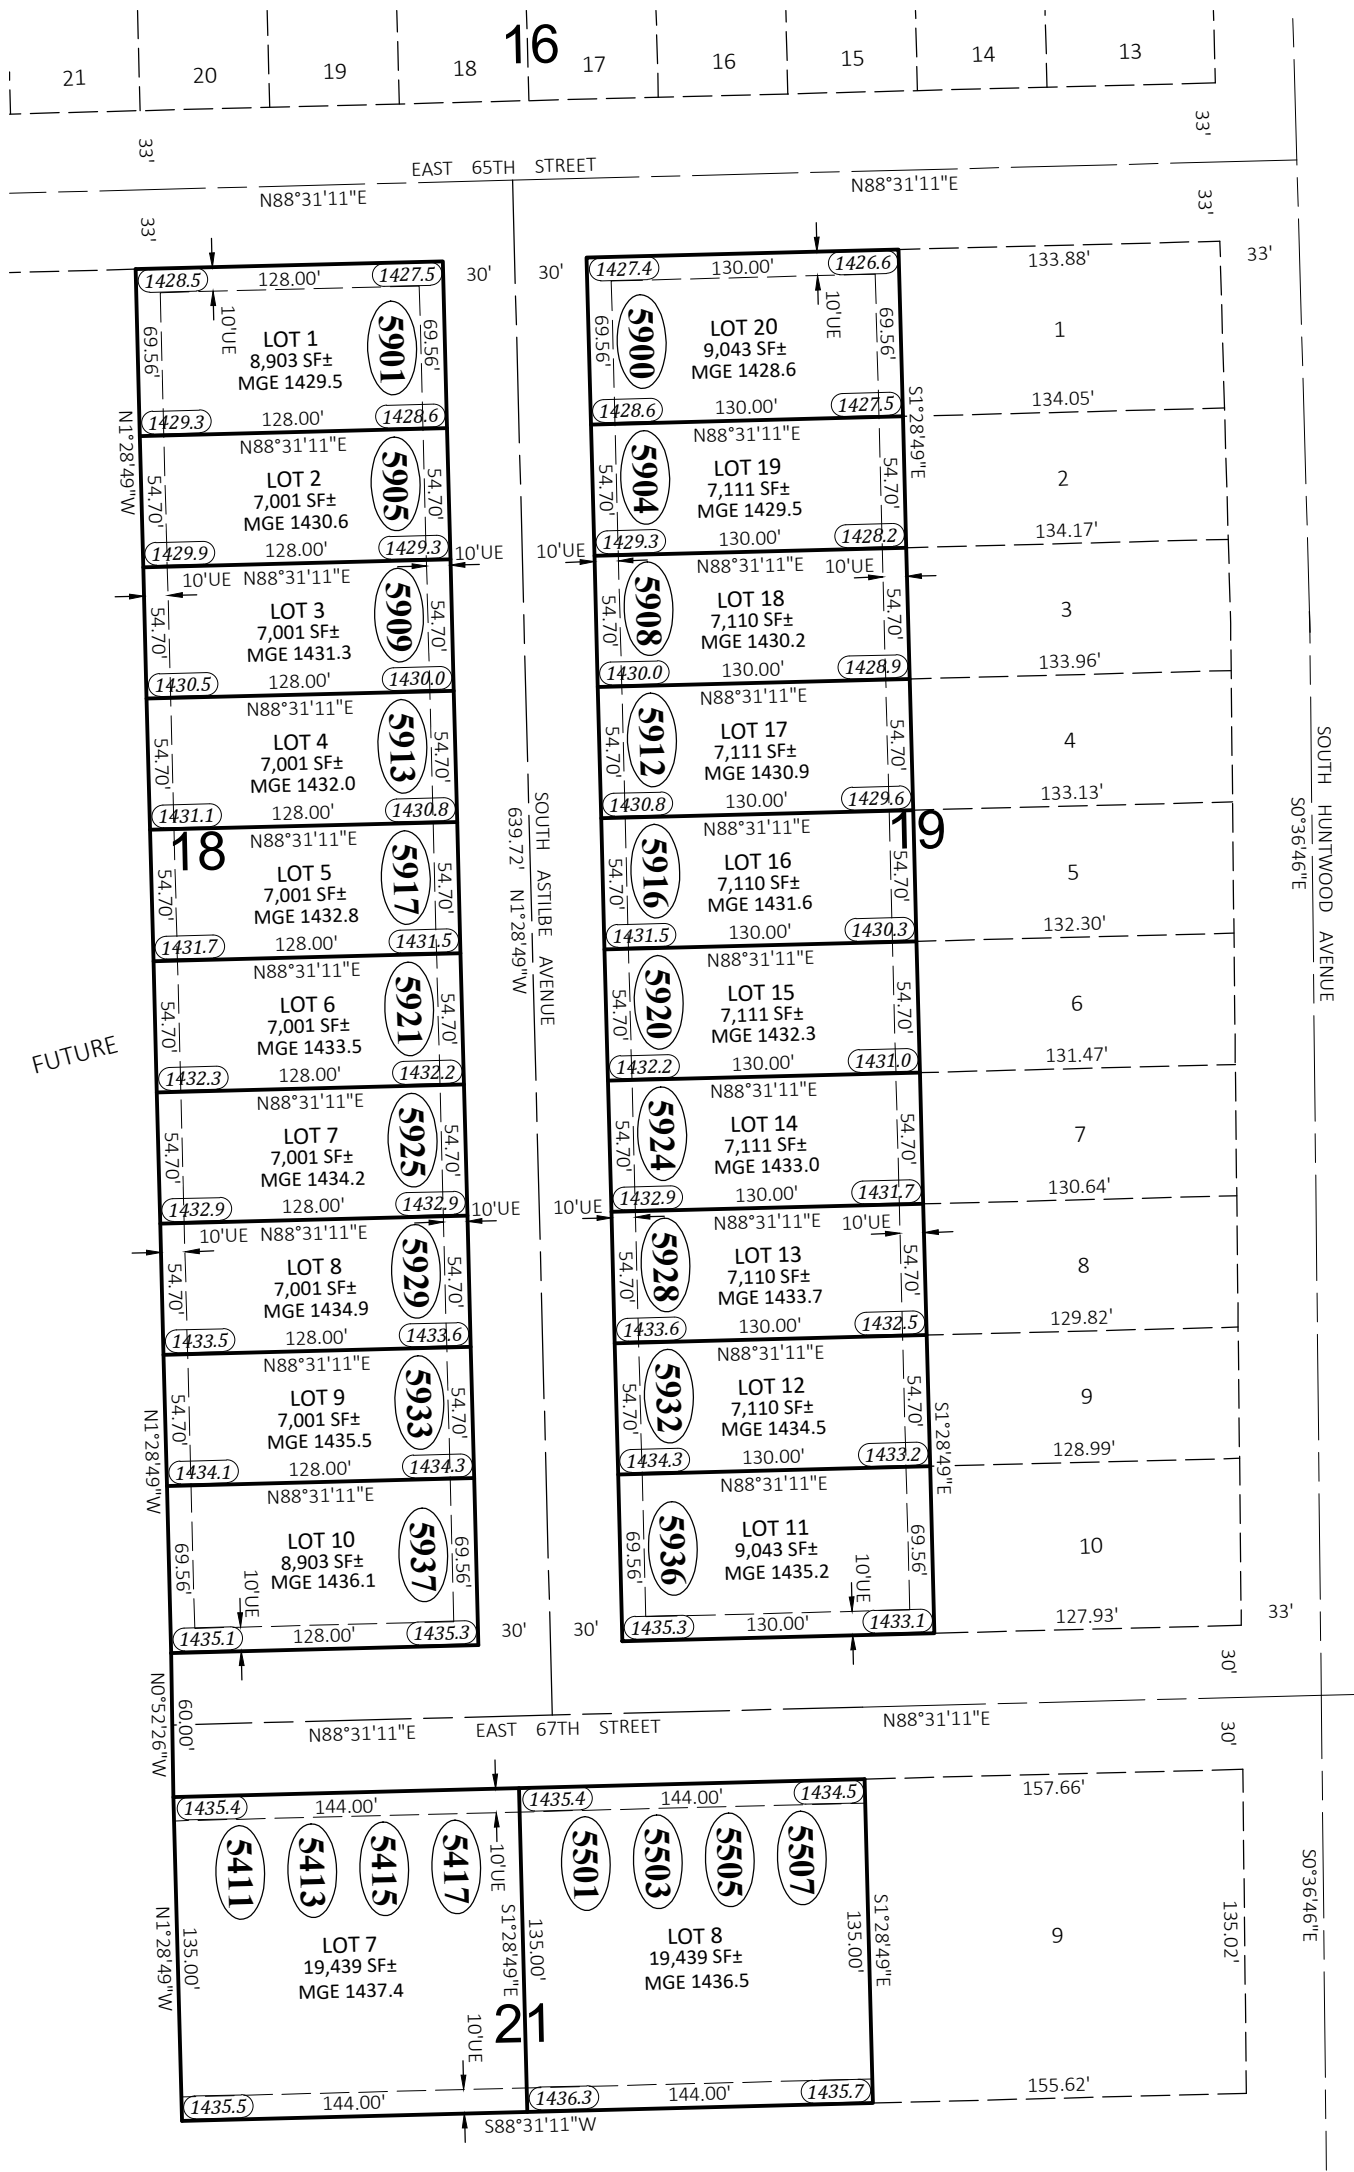 16
21
20
19
18
17
16
15
14
13
33'
33'
EAST 65TH STREET
N88°31'11"E
N88°31'11"E
33'
33'
1428.5
128.00'
1427.5
30'
30'
1427.4
130.00'
1426.6
133.88'
33'
10'UE
69.56'
LOT 1
8,903 SF±
MGE 1429.5
5901
69.56'
69.56'
5900
LOT 20
9,043 SF±
MGE 1428.6
10'UE
69.56'
1
1429.3
128.00'
1428.6
1428.6
130.00'
1427.5
134.05'
N1°28'49"W
S1°28'49"E
N88°31'11"E
54.70'
LOT 2
7,001 SF±
MGE 1430.6
5905
54.70'
N88°31'11"E
54.70'
5904
LOT 19
7,111 SF±
MGE 1429.5
54.70'
2
1429.9
128.00'
1429.3
10'UE
10'UE
1429.3
130.00'
1428.2
134.17'
10'UE
N88°31'11"E
54.70'
LOT 3
7,001 SF±
MGE 1431.3
5909
54.70'
N88°31'11"E
10'UE
54.70'
5908
LOT 18
7,110 SF±
MGE 1430.2
54.70'
3
1430.5
128.00'
1430.0
1430.0
130.00'
1428.9
133.96'
N88°31'11"E
54.70'
LOT 4
7,001 SF±
MGE 1432.0
5913
54.70'
N88°31'11"E
54.70'
5912
LOT 17
7,111 SF±
MGE 1430.9
54.70'
4
1431.1
128.00'
1430.8
1430.8
130.00'
1429.6
133.13'
18
19
SOUTH ASTILBE AVENUE
639.72' N1°28'49"W
SOUTH HUNTWOOD AVENUE
S0°36'46"E
N88°31'11"E
54.70'
LOT 5
7,001 SF±
MGE 1432.8
5917
54.70'
N88°31'11"E
54.70'
5916
LOT 16
7,110 SF±
MGE 1431.6
54.70'
5
1431.7
128.00'
1431.5
1431.5
130.00'
1430.3
132.30'
FUTURE
N88°31'11"E
54.70'
LOT 6
7,001 SF±
MGE 1433.5
5921
54.70'
N88°31'11"E
54.70'
5920
LOT 15
7,111 SF±
MGE 1432.3
54.70'
6
1432.3
128.00'
1432.2
1432.2
130.00'
1431.0
131.47'
N88°31'11"E
54.70'
LOT 7
7,001 SF±
MGE 1434.2
5925
54.70'
N88°31'11"E
54.70'
5924
LOT 14
7,111 SF±
MGE 1433.0
54.70'
7
1432.9
128.00'
1432.9
10'UE
10'UE
1432.9
130.00'
1431.7
130.64'
10'UE
N88°31'11"E
54.70'
LOT 8
7,001 SF±
MGE 1434.9
5929
54.70'
N88°31'11"E
10'UE
54.70'
5928
LOT 13
7,110 SF±
MGE 1433.7
54.70'
8
1433.5
128.00'
1433.6
1433.6
130.00'
1432.5
129.82'
N88°31'11"E
54.70'
LOT 9
7,001 SF±
MGE 1435.5
5933
54.70'
N88°31'11"E
54.70'
5932
LOT 12
7,110 SF±
MGE 1434.5
54.70'
9
N1°28'49"W
S1°28'49"E
1434.1
128.00'
1434.3
1434.3
130.00'
1433.2
128.99'
N88°31'11"E
69.56'
LOT 10
8,903 SF±
MGE 1436.1
10'UE
5937
69.56'
N88°31'11"E
69.56'
5936
LOT 11
9,043 SF±
MGE 1435.2
10'UE
69.56'
10
1435.1
128.00'
1435.3
30'
30'
1435.3
130.00'
1433.1
127.93'
33'
N0°52'26"W
60.00'
30'
N88°31'11"E
EAST 67TH STREET
N88°31'11"E
30'
1435.4
144.00'
1435.4
144.00'
1434.5
157.66'
5411
5413
5415
5417
10'UE
5501
5503
5505
5507
N1°28'49"W
135.00'
LOT 7
19,439 SF±
MGE 1437.4
S1°28'49"E
135.00'
LOT 8
19,439 SF±
MGE 1436.5
135.00'
S1°28'49"E
9
135.02'
S0°36'46"E
10'UE
21
1435.5
144.00'
1436.3
144.00'
1435.7
155.62'
S88°31'11"W